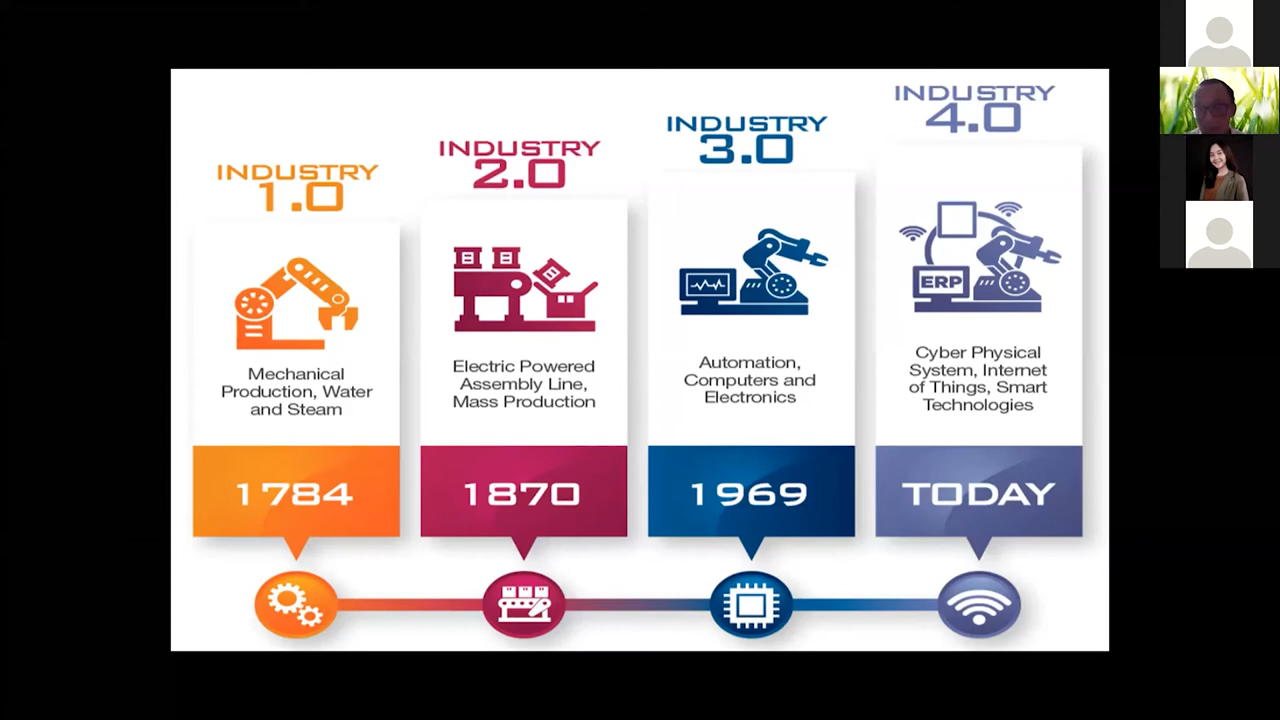 INDUSTRY
1.0
Mechanical
Production, Water
and Steam
1784
INDUSTRY
2.0
Electric Powered
Assembly Line,
Mass Production
1870
INDUSTRY
3.0
Automation,
Computers and
Electronics
1969
INDUSTRY
4.0
ERP
Cyber Physical
System, Internet
of Things, Smart
Technologies
TODAY